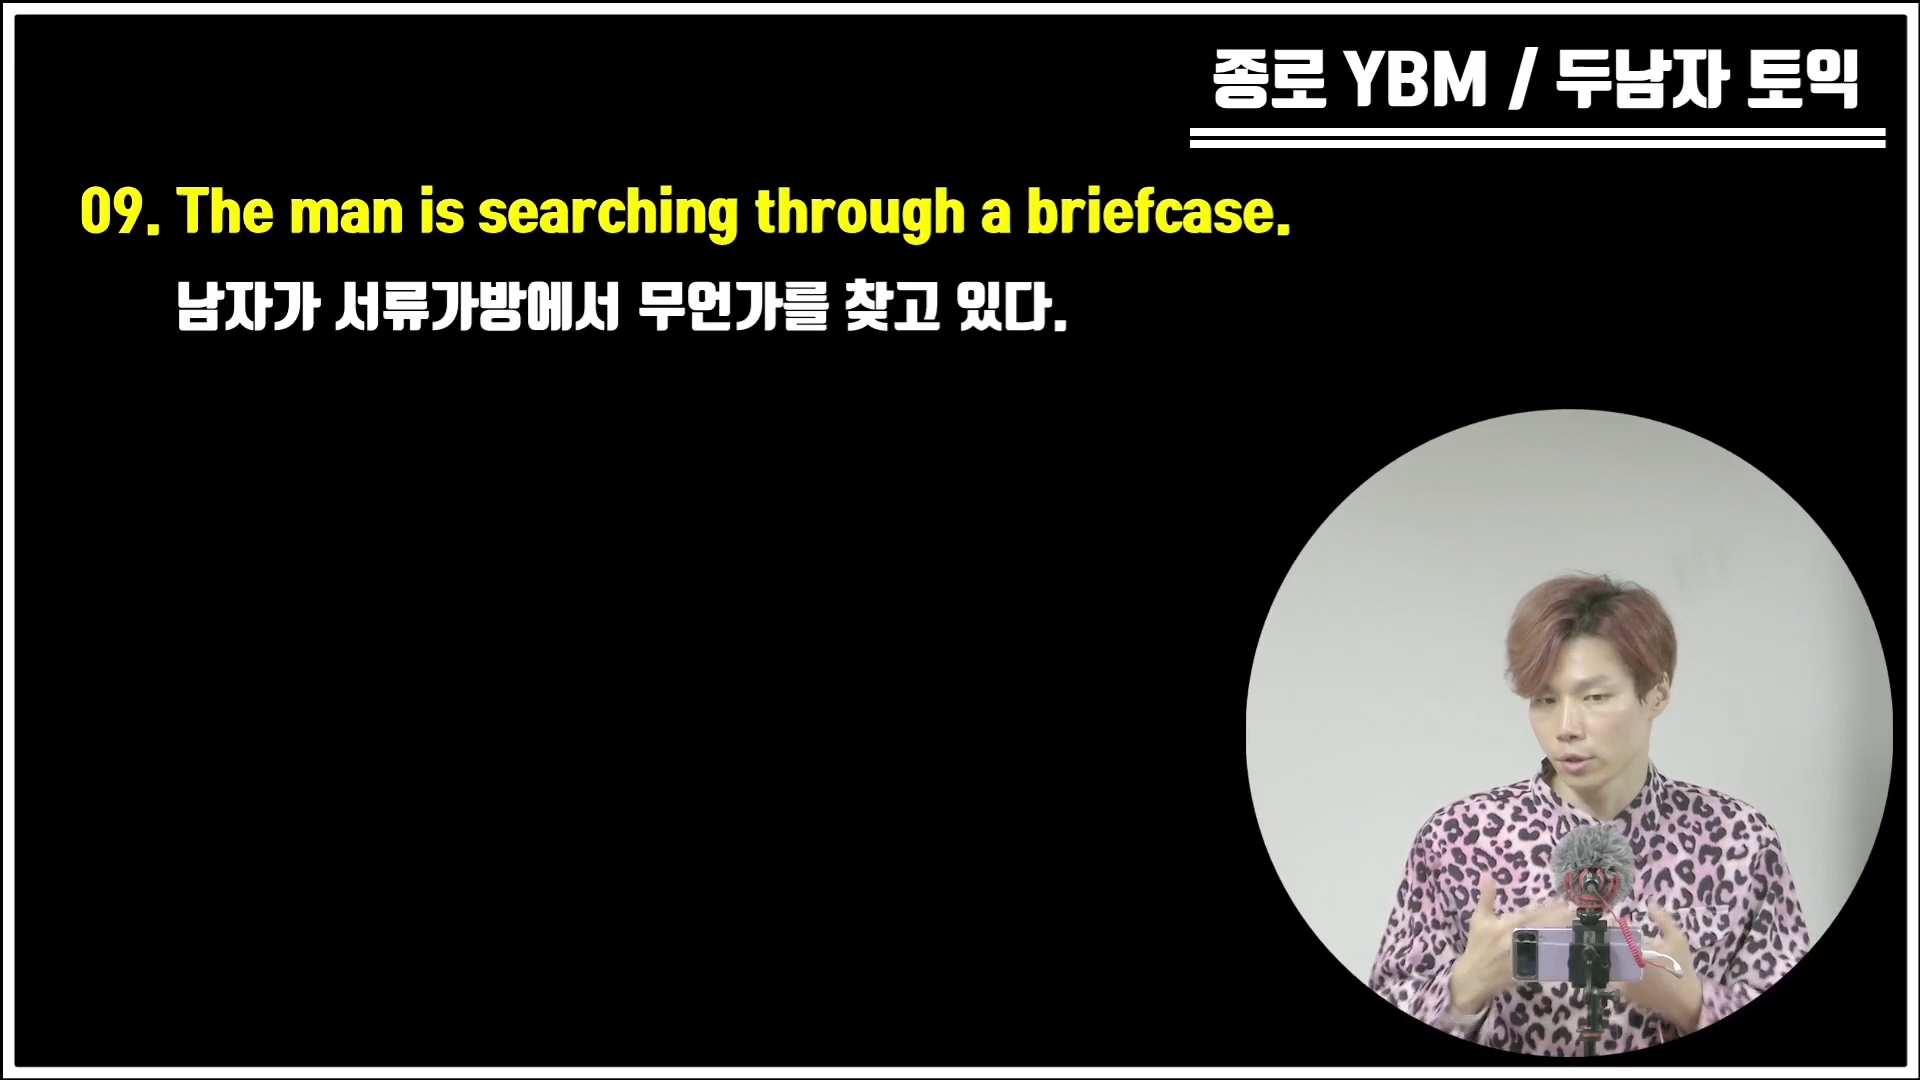 종로 YBM / 두남자 토익
09. The man is searching through a briefcase.
남자가 서류가방에서 무언가를 찾고 있다.